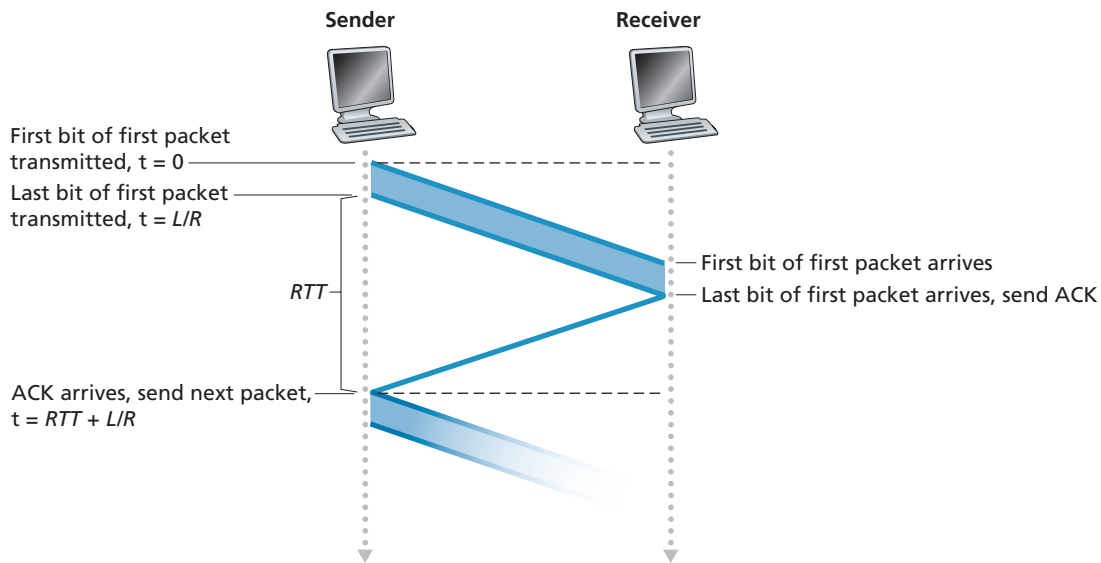 Sender
Receiver
First bit of first packet
transmitted, t = 0
Last bit of first packet
transmitted, t = L/R
First bit of first packet arrives
RTT
Last bit of first packet arrives, send ACK
ACK arrives, send next packet,
t = RTT + L/R